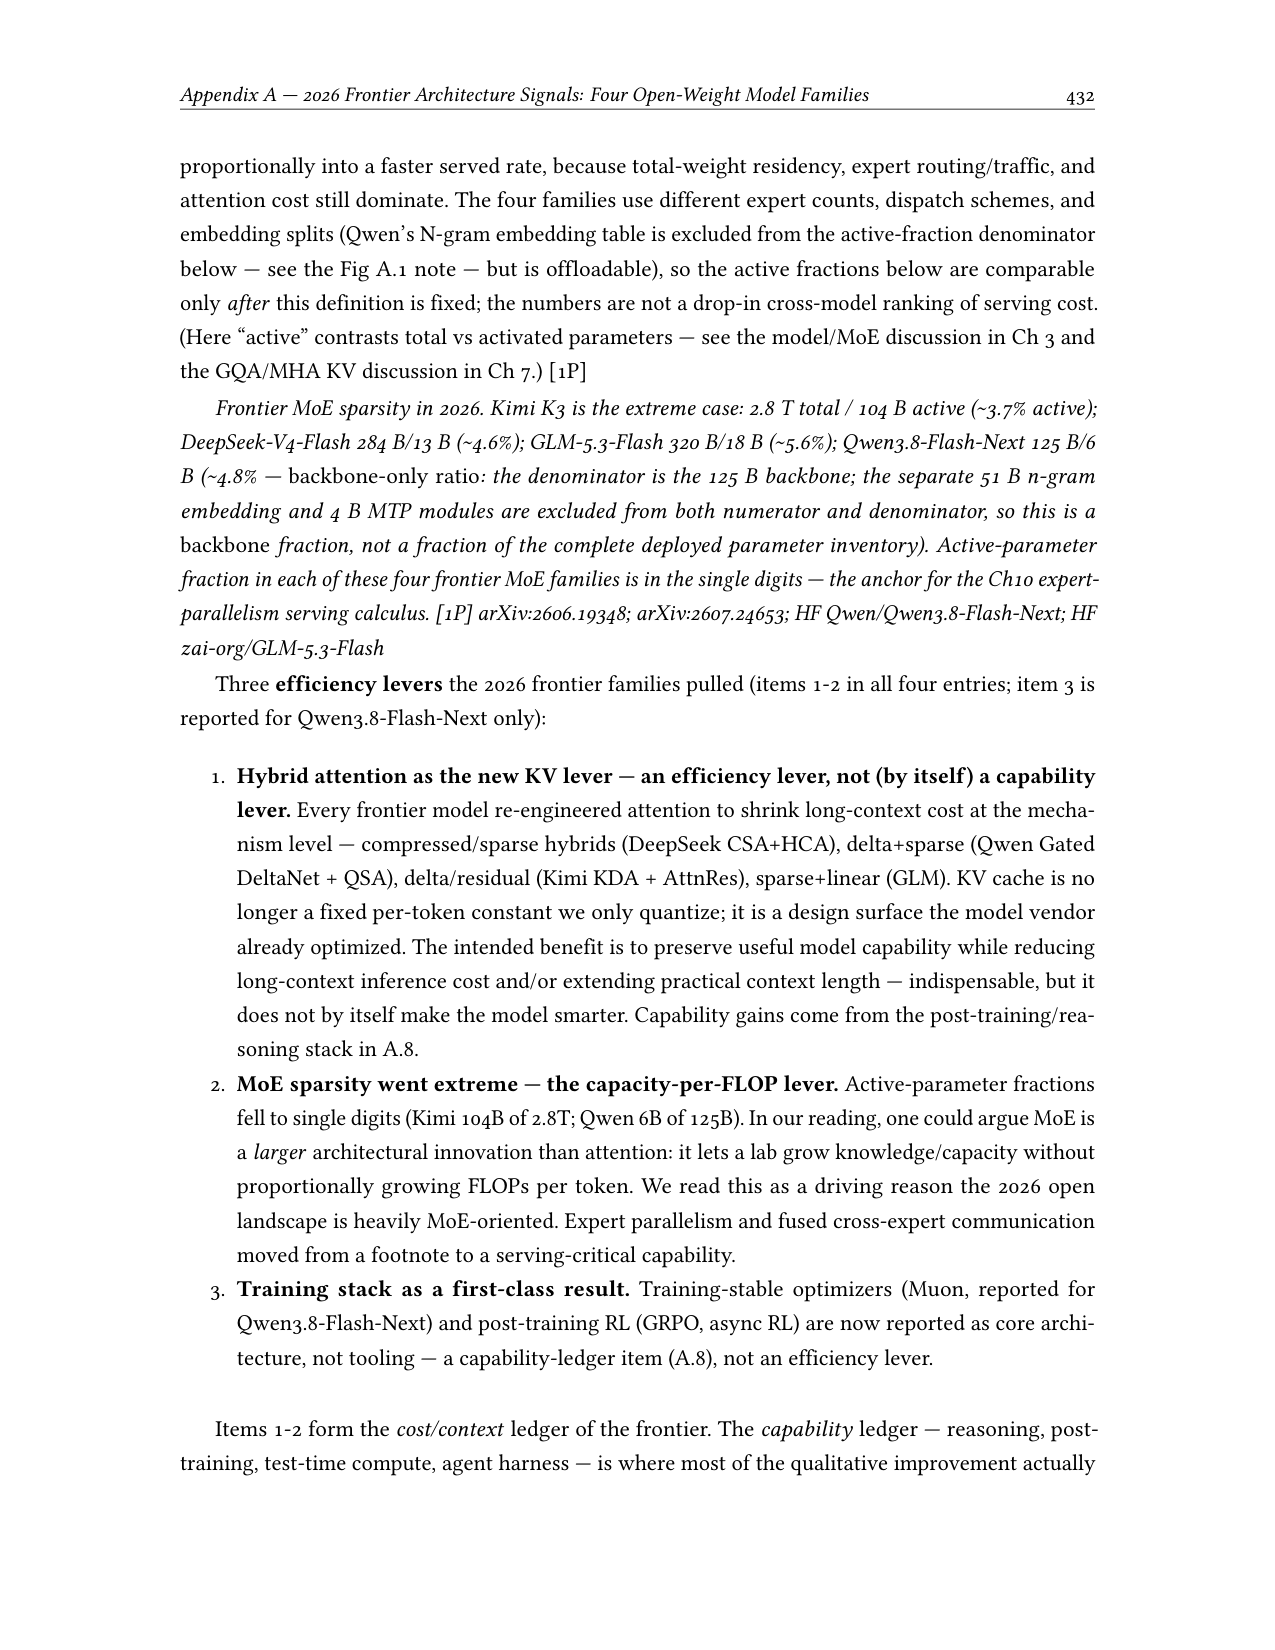 Appendix A — 2026 Frontier Architecture Signals: Four Open-Weight Model Families 432
proportionally into a faster served rate, because total-weight residency, expert routing/traffic, and
attention cost still dominate. The four families use different expert counts, dispatch schemes, and
embedding splits (Qwen’s N-gram embedding table is excluded from the active-fraction denominator
below — see the Fig A.1 note — but is offloadable), so the active fractions below are comparable
only after this definition is fixed; the numbers are not a drop-in cross-model ranking of serving cost.
(Here “active” contrasts total vs activated parameters — see the model/MoE discussion in Ch 3 and
the GQA/MHA KV discussion in Ch 7.) [1P]
Frontier MoE sparsity in 2026. Kimi K3 is the extreme case: 2.8 T total / 104 B active (~3.7% active);
DeepSeek-V4-Flash 284 B/13 B (~4.6%); GLM-5.3-Flash 320 B/18 B (~5.6%); Qwen3.8-Flash-Next 125 B/6
B (~4.8% — backbone-only ratio: the denominator is the 125 B backbone; the separate 51 B n-gram
embedding and 4 B MTP modules are excluded from both numerator and denominator, so this is a
backbone fraction, not a fraction of the complete deployed parameter inventory). Active-parameter
fraction in each of these four frontier MoE families is in the single digits — the anchor for the Ch10 expert-
parallelism serving calculus. [1P] arXiv:2606.19348; arXiv:2607.24653; HF Qwen/Qwen3.8-Flash-Next; HF
zai-org/GLM-5.3-Flash
Three efficiency levers the 2026 frontier families pulled (items 1-2 in all four entries; item 3 is
reported for Qwen3.8-Flash-Next only):
1. Hybrid attention as the new KV lever — an efficiency lever, not (by itself) a capability
lever. Every frontier model re-engineered attention to shrink long-context cost at the mecha-
nism level — compressed/sparse hybrids (DeepSeek CSA+HCA), delta+sparse (Qwen Gated
DeltaNet + QSA), delta/residual (Kimi KDA + AttnRes), sparse+linear (GLM). KV cache is no
longer a fixed per-token constant we only quantize; it is a design surface the model vendor
already optimized. The intended benefit is to preserve useful model capability while reducing
long-context inference cost and/or extending practical context length — indispensable, but it
does not by itself make the model smarter. Capability gains come from the post-training/rea-
soning stack in A.8.
2. MoE sparsity went extreme — the capacity-per-FLOP lever. Active-parameter fractions
fell to single digits (Kimi 104B of 2.8T; Qwen 6B of 125B). In our reading, one could argue MoE is
a larger architectural innovation than attention: it lets a lab grow knowledge/capacity without
proportionally growing FLOPs per token. We read this as a driving reason the 2026 open
landscape is heavily MoE-oriented. Expert parallelism and fused cross-expert communication
moved from a footnote to a serving-critical capability.
3. Training stack as a first-class result. Training-stable optimizers (Muon, reported for
Qwen3.8-Flash-Next) and post-training RL (GRPO, async RL) are now reported as core archi-
tecture, not tooling — a capability-ledger item (A.8), not an efficiency lever.
Items 1-2 form the cost/context ledger of the frontier. The capability ledger — reasoning, post-
training, test-time compute, agent harness — is where most of the qualitative improvement actually